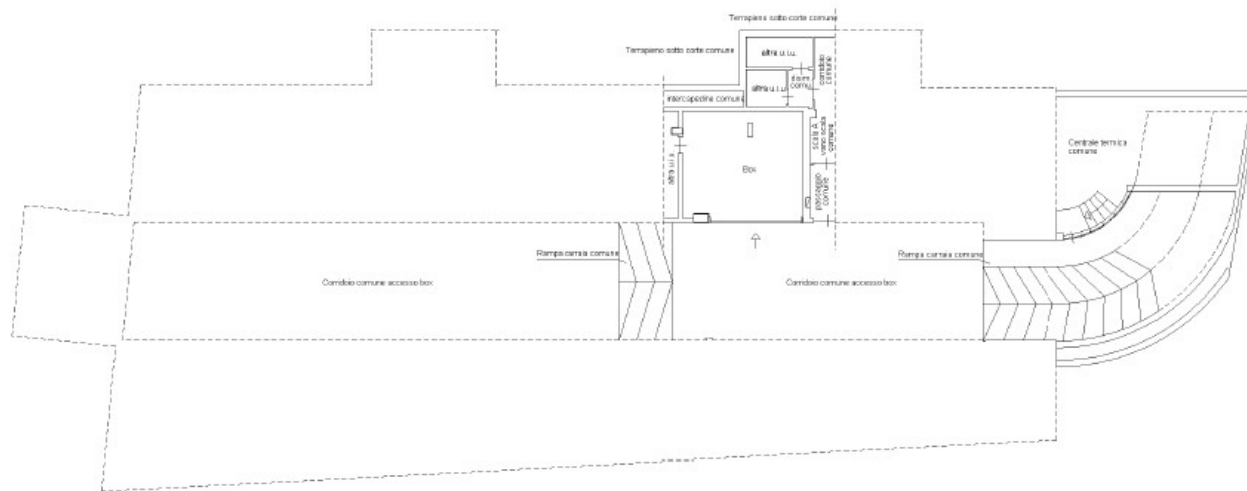 Terrapieno sotto corte comune
Terrapieno sotto corte comune
altra u.i.u.
corridoio
comune
disim.
comu.
altra u.i.u
intercapedine comune
scala A
vano scala
comune
Centrale termica
comune
Box
altra u.i.u
passaggio
comune
Rampa carraia comune
Rampa carraia comune
Corridoio comune accesso box
Corridoio comune accesso box